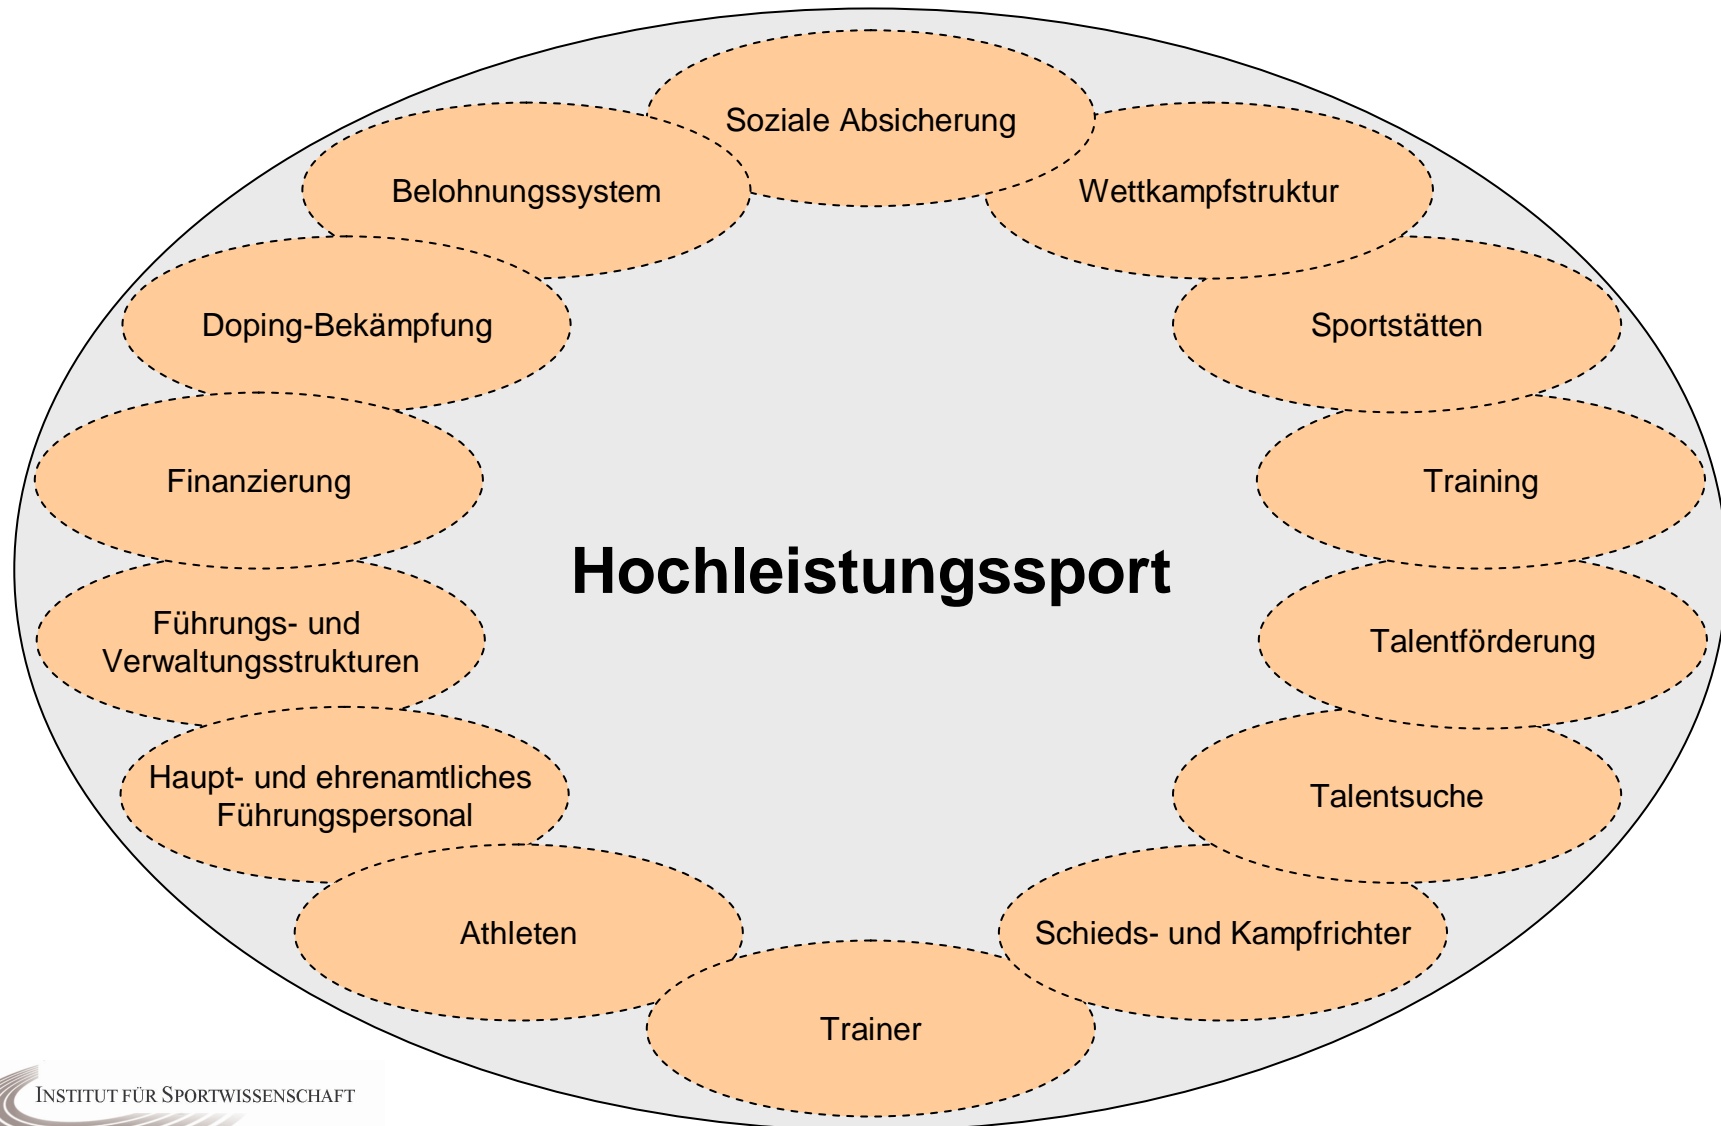 Soziale Absicherung
Belohnungssystem
Wettkampfstruktur
Doping-Bekämpfung
Sportstätten
Finanzierung
Training
Hochleistungssport
Führungs- und
Verwaltungsstrukturen
Talentförderung
Haupt- und ehrenamtliches
Führungspersonal
Talentsuche
Athleten
Schieds- und Kampfrichter
Trainer
INSTITUT FÜR SPORTWISSENSCHAFT